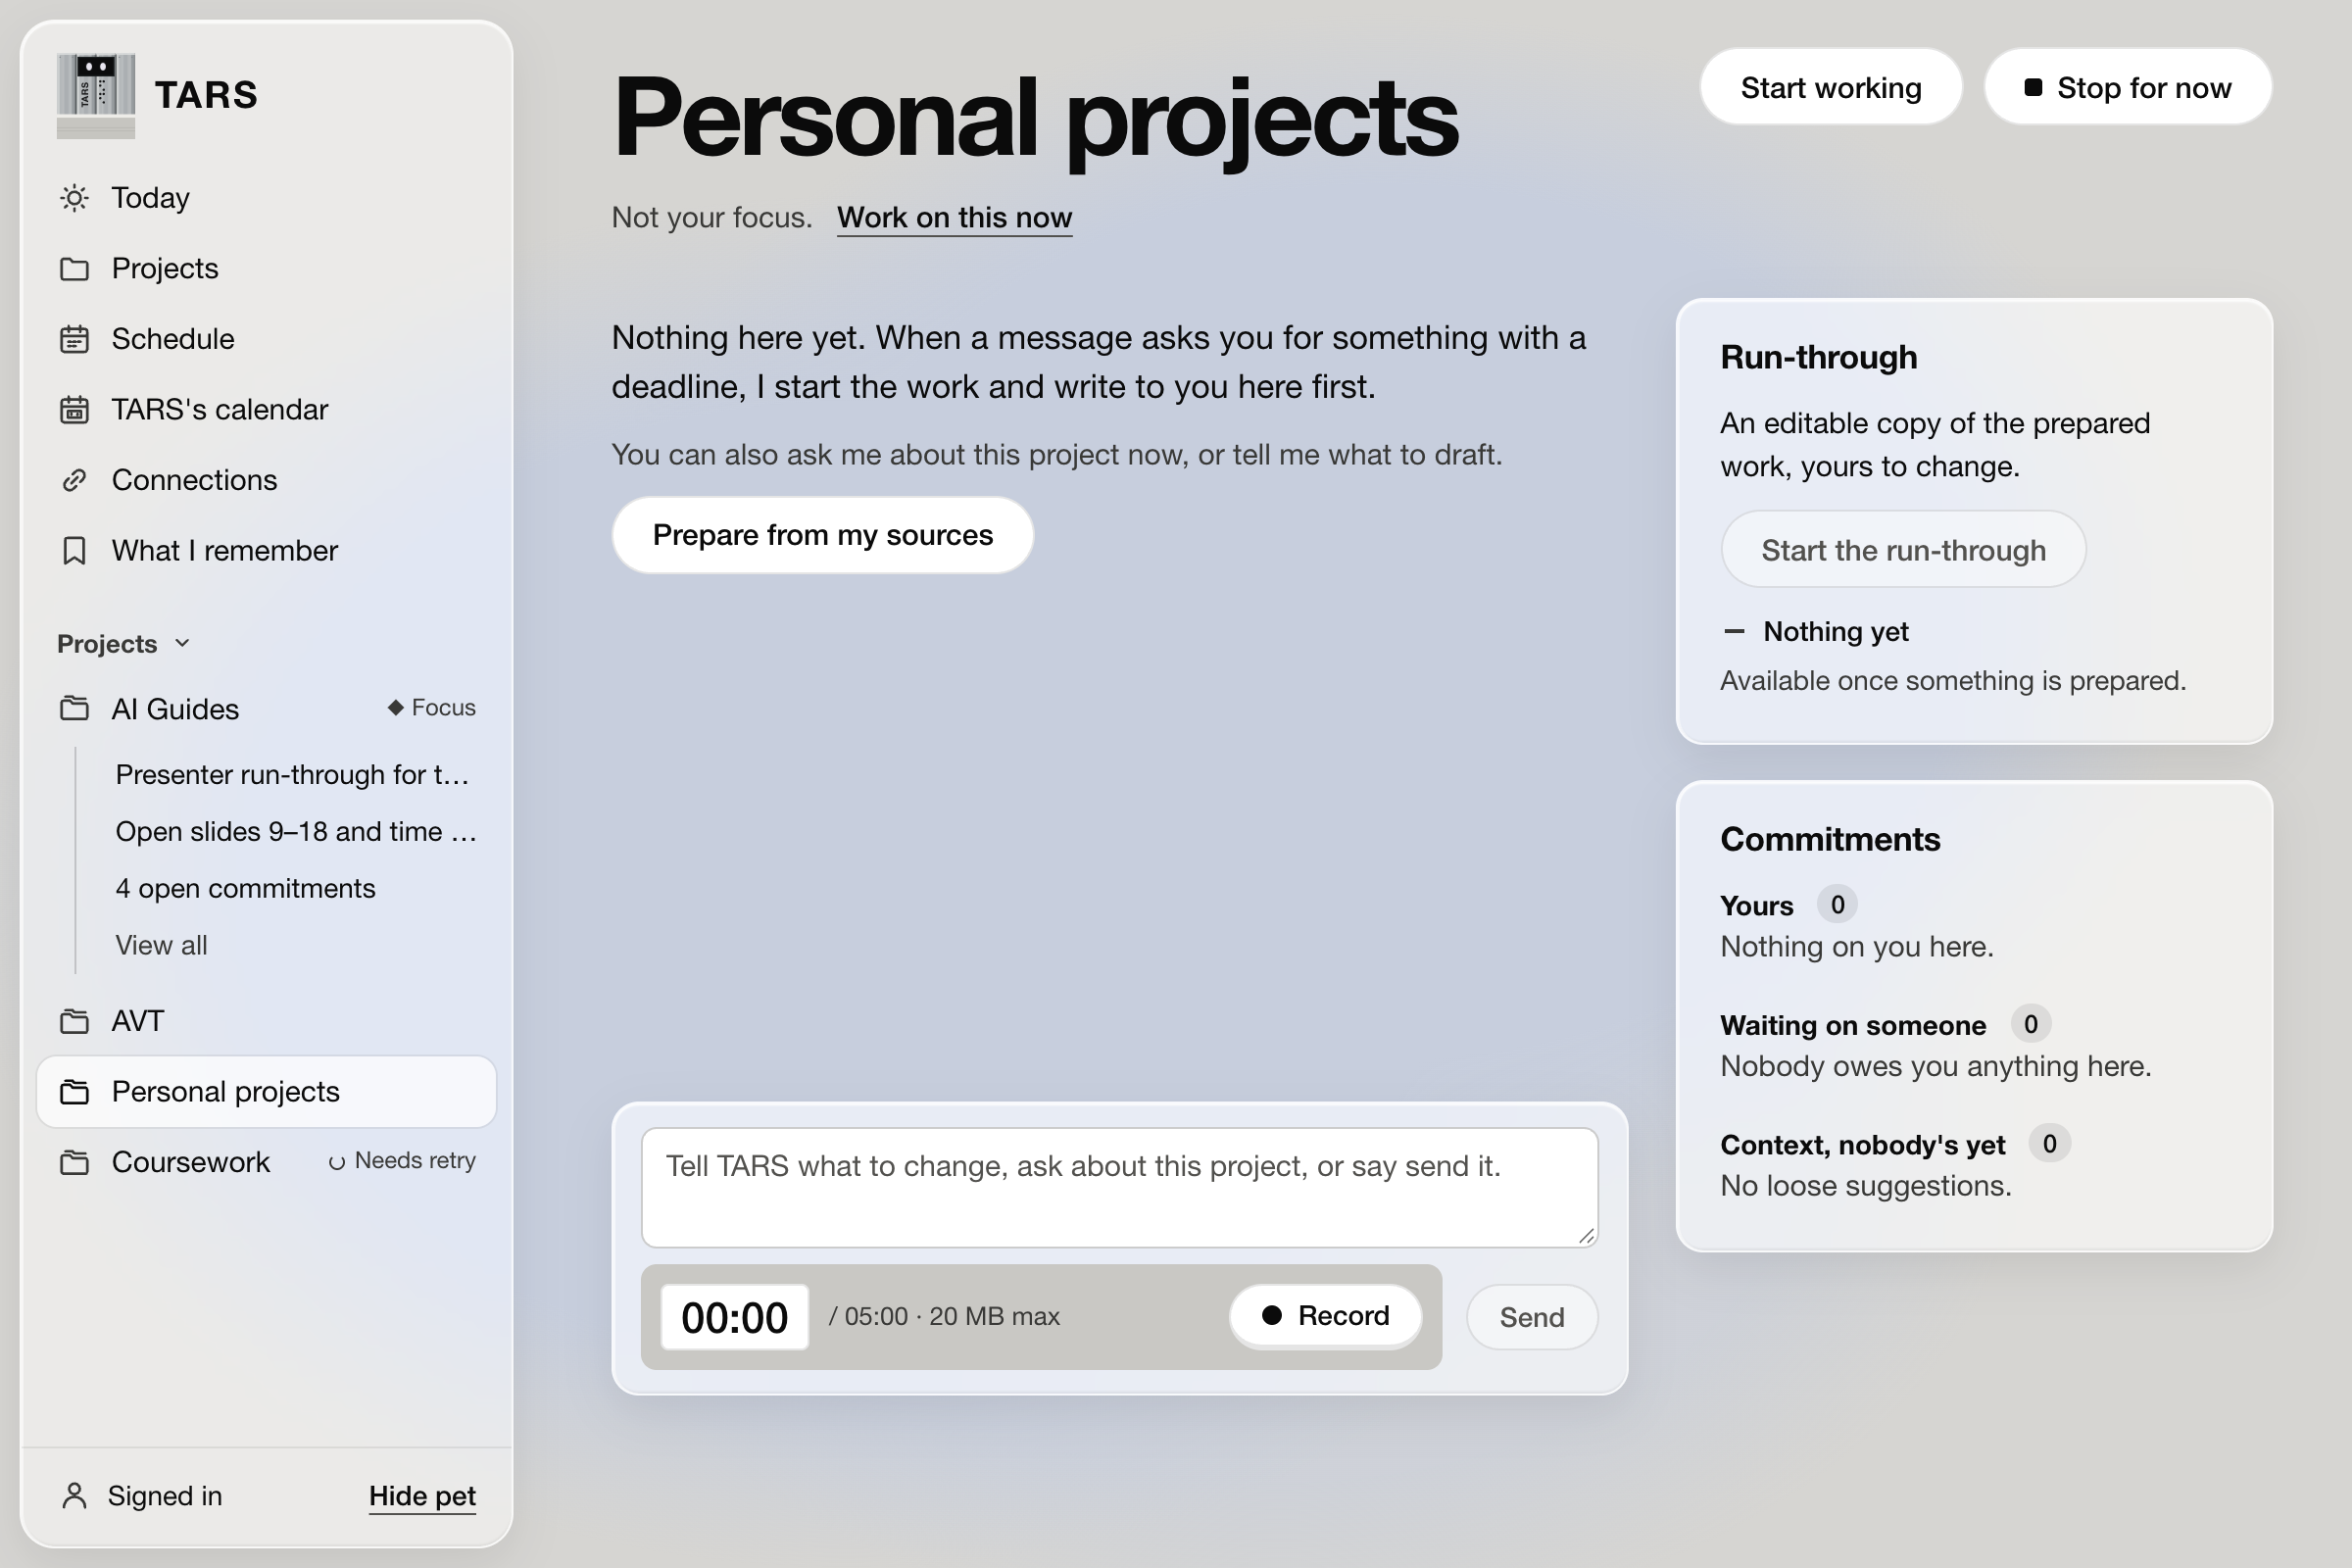 TARS
TARS
Today
Projects
Schedule
TARS's calendar
Connections
What I remember
Projects
AI Guides
Focus
Presenter run-through for t…
Open slides 9–18 and time …
4 open commitments
View all
AVT
Personal projects
Coursework
Needs retry
Signed in
Hide pet
Personal projects
Start working
Stop for now
Not your focus. Work on this now
Nothing here yet. When a message asks you for something with a
deadline, I start the work and write to you here first.
You can also ask me about this project now, or tell me what to draft.
Prepare from my sources
Tell TARS what to change, ask about this project, or say send it.
00:00 / 05:00 · 20 MB max
Record
Send
Run-through
An editable copy of the prepared
work, yours to change.
Start the run-through
Nothing yet
Available once something is prepared.
Commitments
Yours 0
Nothing on you here.
Waiting on someone 0
Nobody owes you anything here.
Context, nobody's yet 0
No loose suggestions.